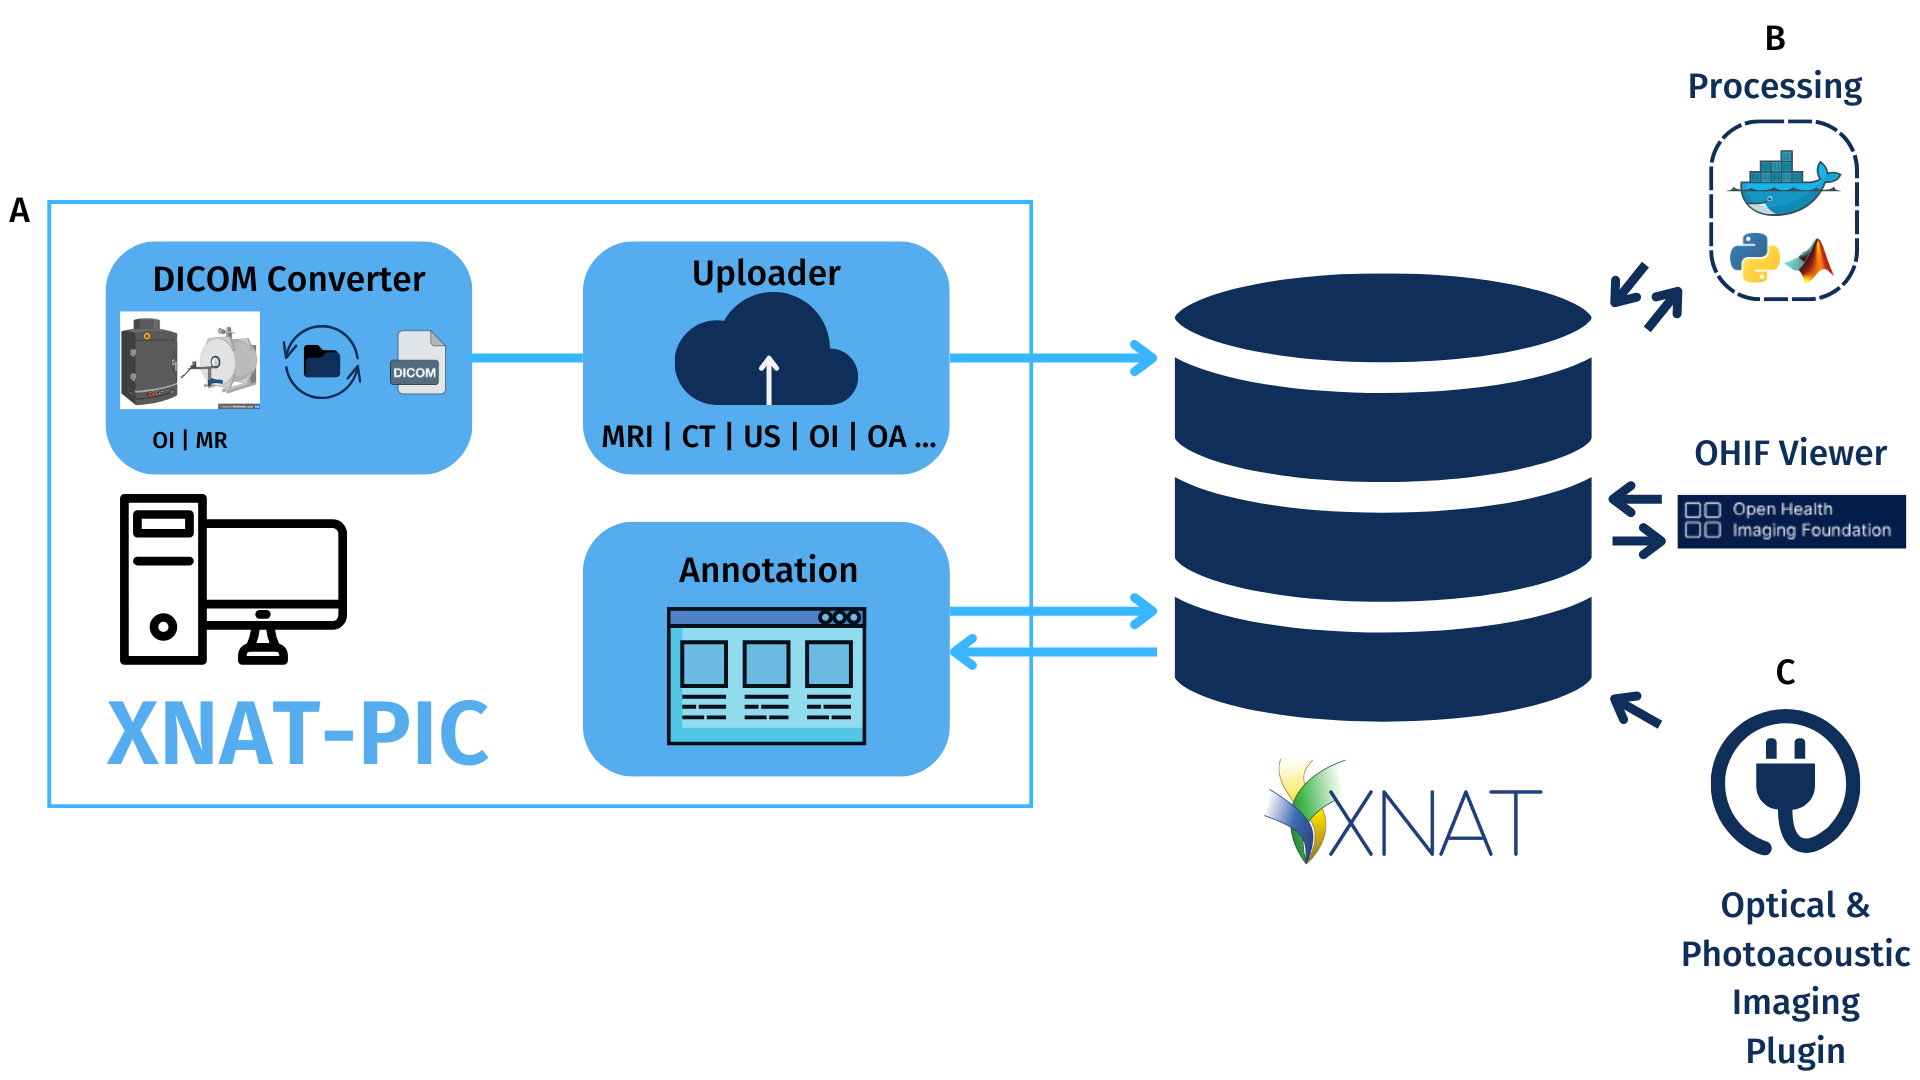 A
DICOM Converter
DICOM
OI | MR
Uploader
MRI | CT | US | OI | OA ...
XNAT-PIC
Annotation
XNAT
B
Processing
OHIF Viewer
Open Health
Imaging Foundation
C
Optical &
Photoacoustic
Imaging
Plugin